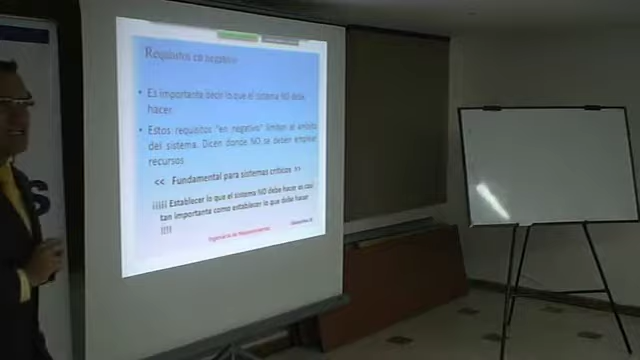 Requisitos en negativo
• Es importante decir lo que el sistema NO debe
hacer.
• Estos requisitos "en negativo" limitan el ámbito
del sistema. Dicen donde NO se deben emplear
recursos
<< Fundamental para sistemas críticos >>
¡¡¡¡¡ Establecer lo que el sistema NO debe hacer es casi
tan importante como establecer lo que debe hacer
!!!!
Ingeniería de Requerimientos
S